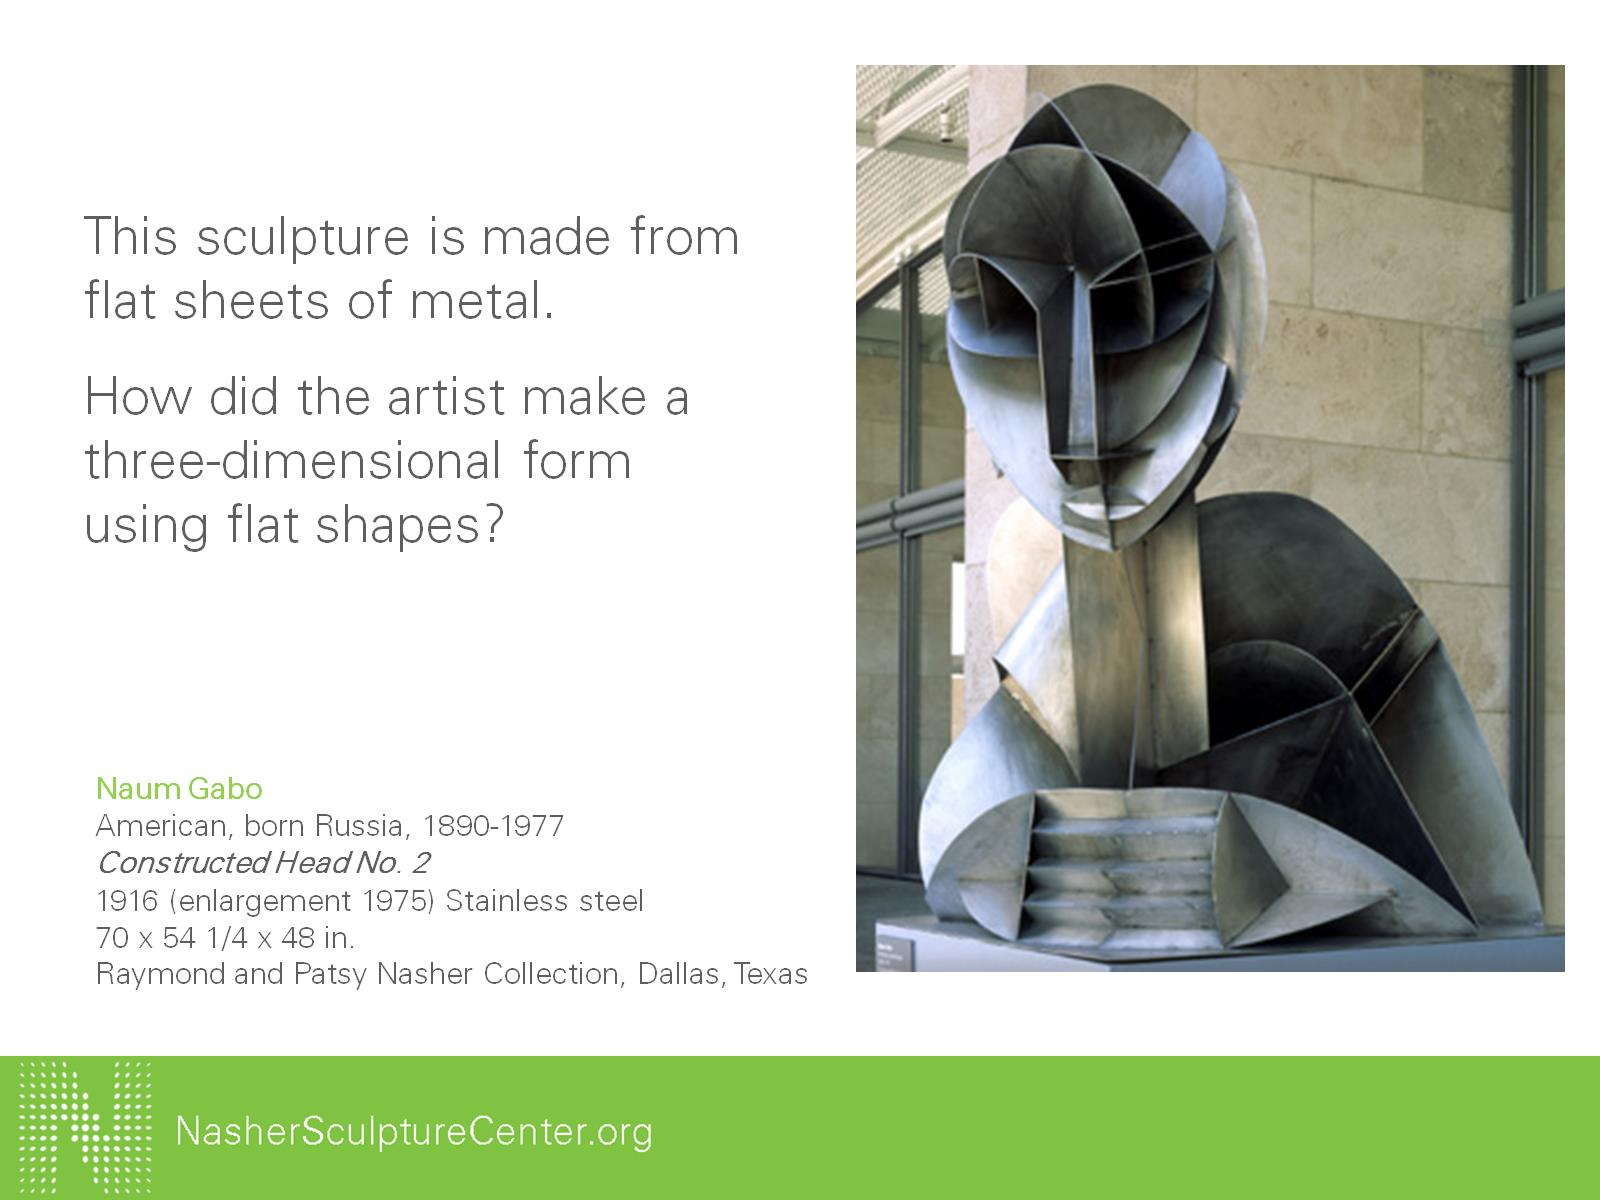 This sculpture is made from
flat sheets of metal.
How did the artist make a
three-dimensional form
using flat shapes?
Naum Gabo
American, born Russia, 1890-1977
Constructed Head No. 2
1916 (enlargement 1975) Stainless steel
70 x 54 1/4 x 48 in.
Raymond and Patsy Nasher Collection, Dallas, Texas
NasherSculptureCenter.org